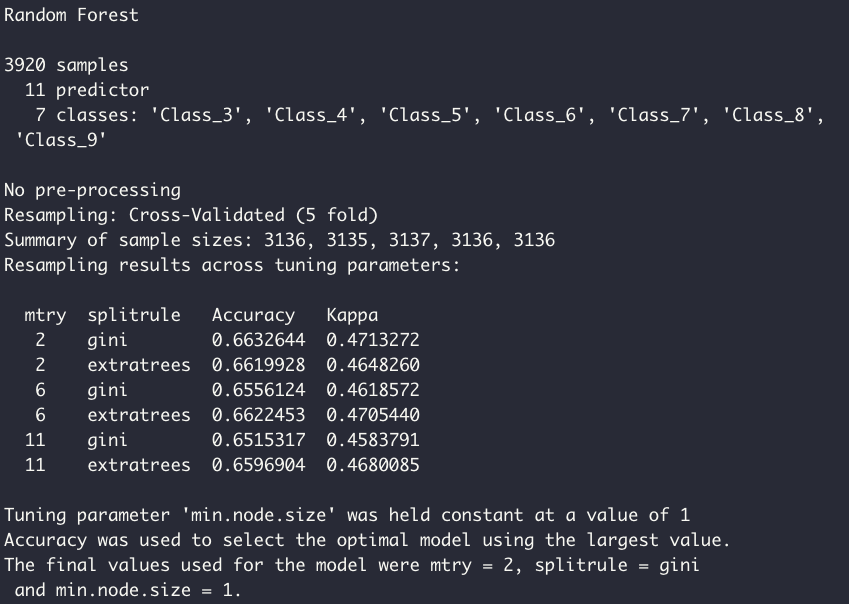 Random Forest
3920 samples
11 predictor
7 classes: 'Class_3', 'Class_4', 'Class_5', 'Class_6', 'Class_7', 'Class_8',
'Class_9'
No pre-processing
Resampling: Cross-Validated (5 fold)
Summary of sample sizes: 3136, 3135, 3137, 3136, 3136
Resampling results across tuning parameters:
mtry splitrule Accuracy Kappa
2 gini 0.6632644 0.4713272
2 extratrees 0.6619928 0.4648260
6 gini 0.6556124 0.4618572
6 extratrees 0.6622453 0.4705440
11 gini 0.6515317 0.4583791
11 extratrees 0.6596904 0.4680085
Tuning parameter 'min.node.size' was held constant at a value of 1
Accuracy was used to select the optimal model using the largest value.
The final values used for the model were mtry = 2, splitrule = gini
and min.node.size = 1.